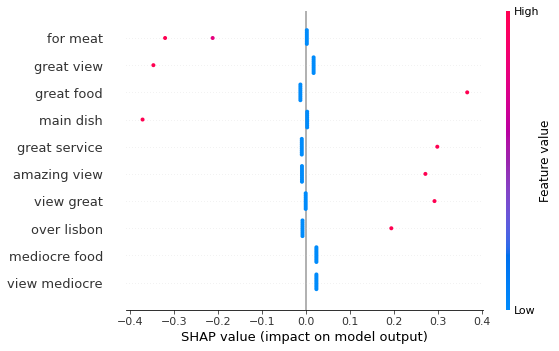 High
for meat
great view
great food
main dish
great service
amazing view
view great
over lisbon
mediocre food
view mediocre
Low
Feature value
−0.4 −0.3 −0.2 −0.1 0.0 0.1 0.2 0.3 0.4
SHAP value (impact on model output)